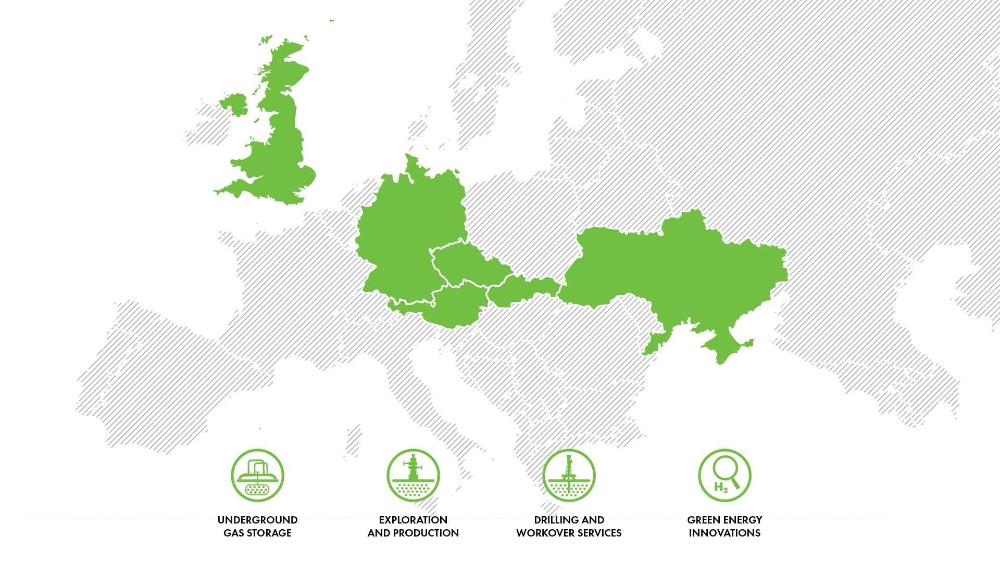 H₂
UNDERGROUND
GAS STORAGE
EXPLORATION
AND PRODUCTION
DRILLING AND
WORKOVER SERVICES
GREEN ENERGY
INNOVATIONS